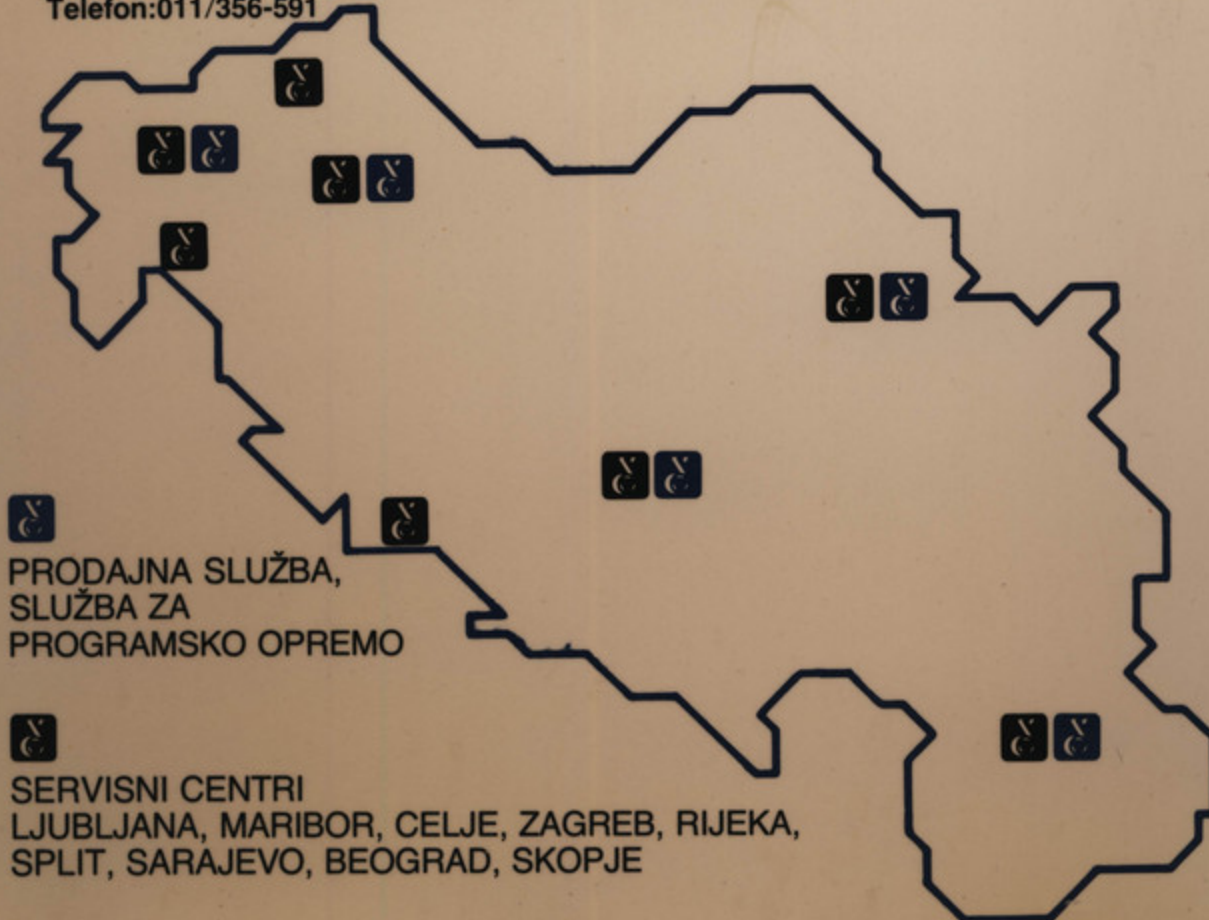 Telefon:011/356-591
PRODAJNA SLUŽBA,
SLUŽBA ZA
PROGRAMSKO OPREMO
SERVISNI CENTRI
LJUBLJANA, MARIBOR, CELJE, ZAGREB, RIJEKA,
SPLIT, SARAJEVO, BEOGRAD, SKOPJE